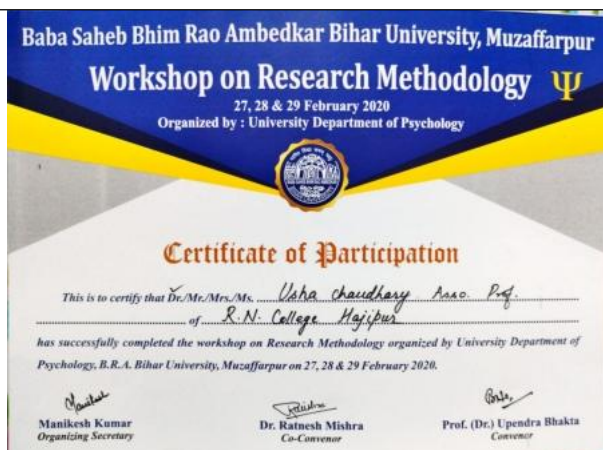 Baba Saheb Bhim Rao Ambedkar Bihar University, Muzaffarpur
Workshop on Research Methodology Ψ
27, 28 & 29 February 2020
Organized by : University Department of Psychology
Certificate of Participation
This is to certify that Dr./Mr./Mrs./Ms. Usha chaudhary Asso. Prof.
of R.N. College Hajipur
has successfully completed the workshop on Research Methodology organized by University Department of
Psychology, B.R.A. Bihar University, Muzaffarpur on 27, 28 & 29 February 2020.
Manikesh Kumar
Organizing Secretary
Dr. Ratnesh Mishra
Co-Convenor
Prof. (Dr.) Upendra Bhakta
Convenor